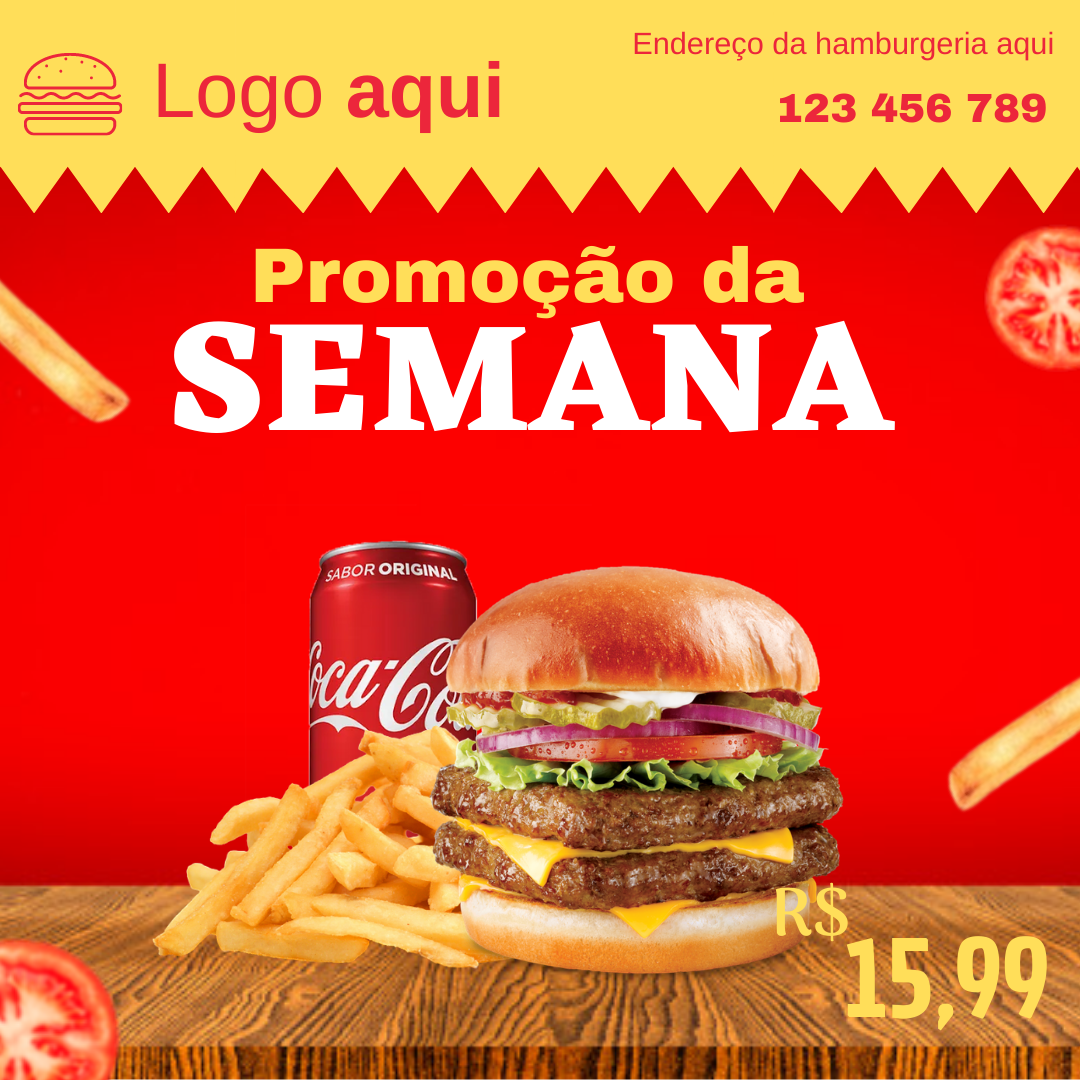 Logo aqui
Endereço da hamburgeria aqui
123 456 789
Promoção da
SEMANA
SABOR ORIGINAL
Coca-Cola
R$
15,99